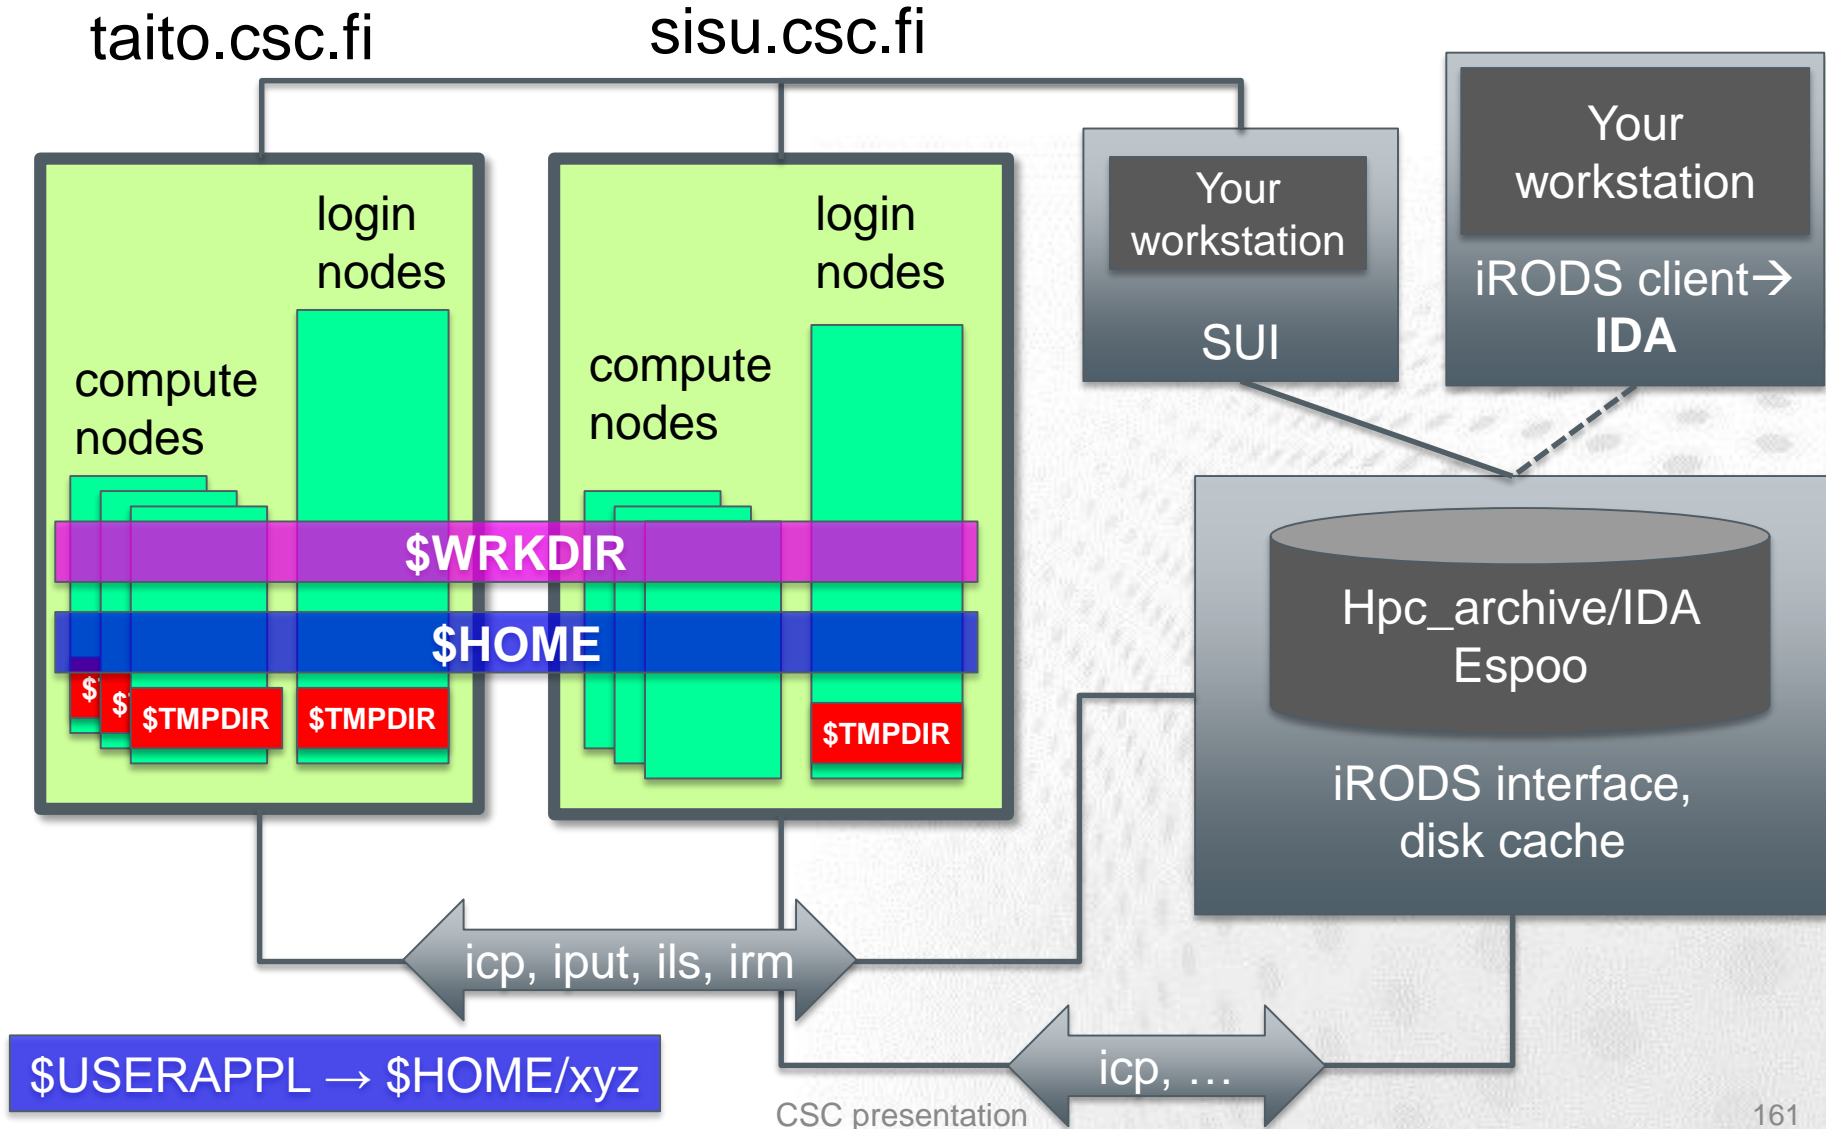 taito.csc.fi
sisu.csc.fi
login
nodes
compute
nodes
login
nodes
compute
nodes
Your
workstation
SUI
Your
workstation
iRODS client→
IDA
$WRKDIR
$HOME
$
$
$TMPDIR
$TMPDIR
$TMPDIR
Hpc_archive/IDA
Espoo
iRODS interface,
disk cache
icp, iput, ils, irm
icp, …
$USERAPPL → $HOME/xyz
CSC presentation
161